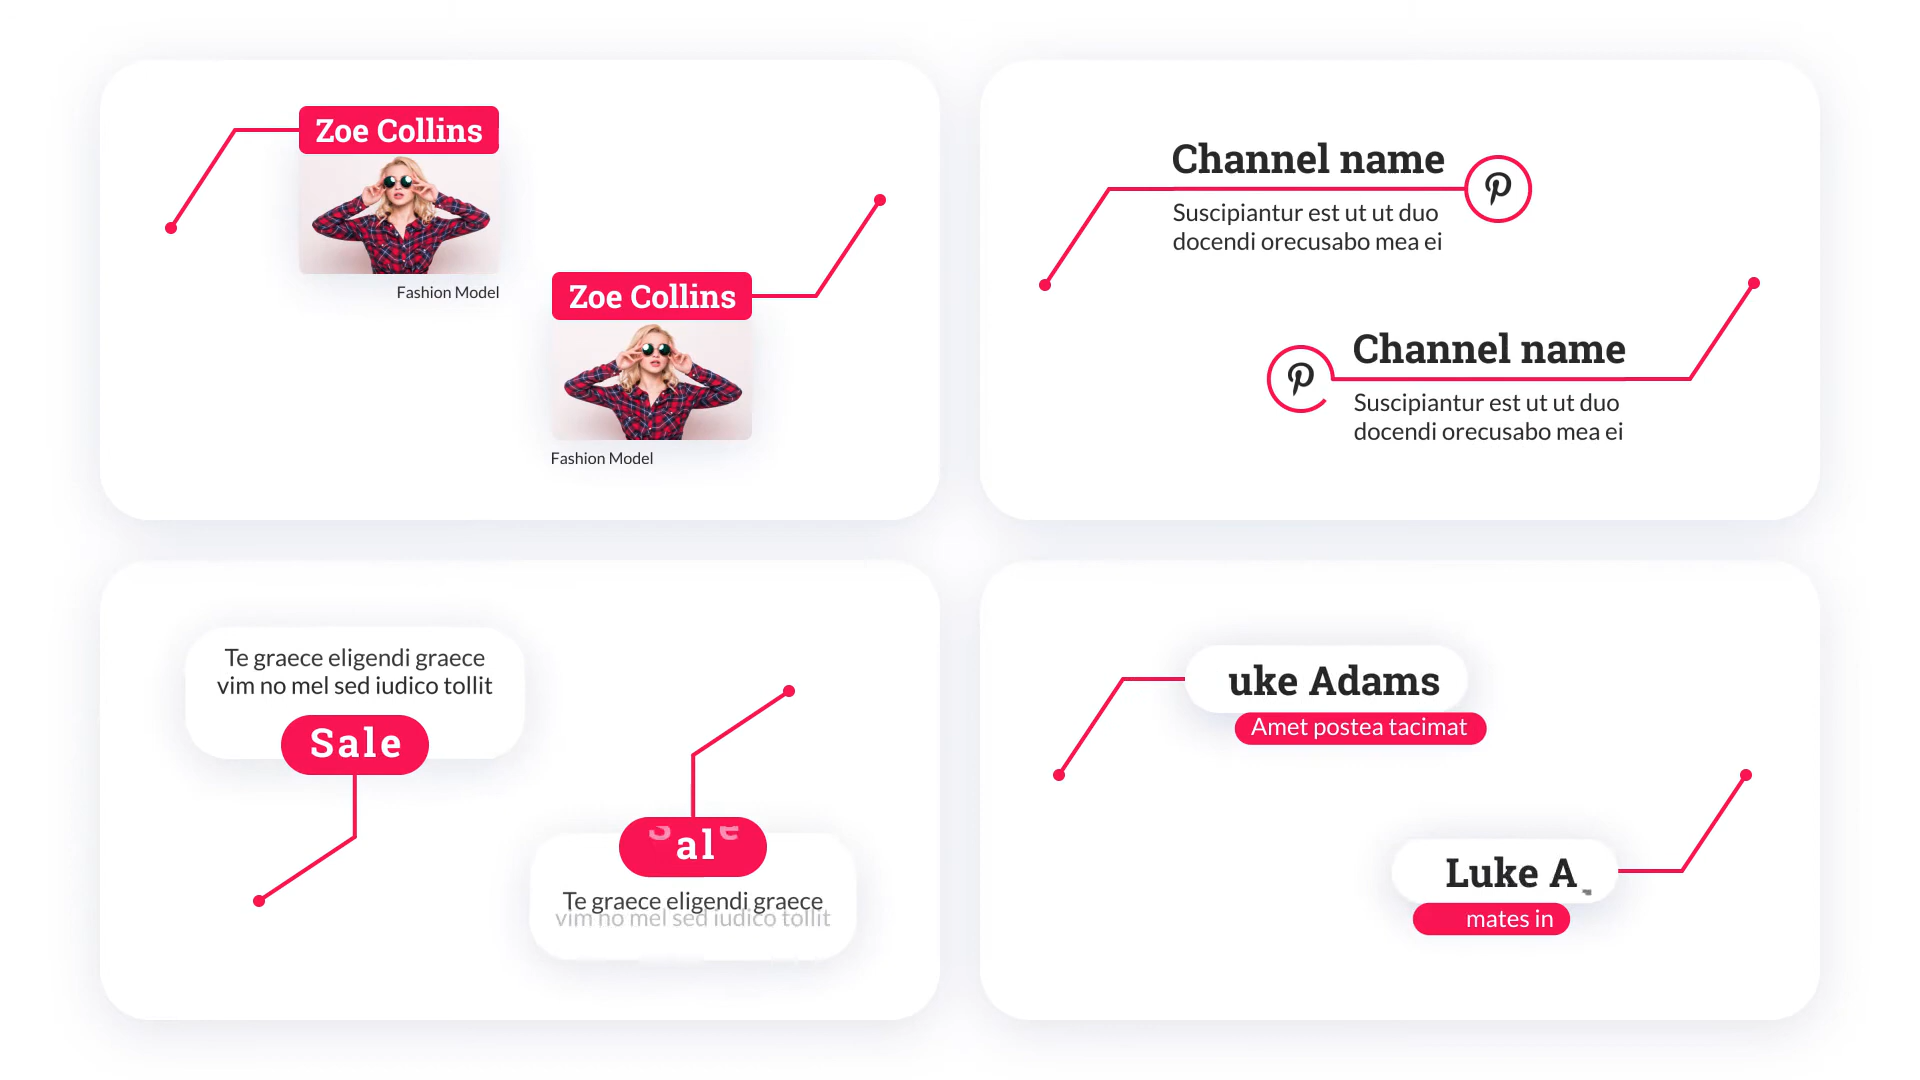 Zoe Collins
Fashion Model
Zoe Collins
Fashion Model
Channel name
Suscipiantur est ut ut duo
docendi orecusabo mea ei
Channel name
Suscipiantur est ut ut duo
docendi orecusabo mea ei
Te graece eligendi graece
vim no mel sed iudico tollit
Sale
Sale
Te graece eligendi graece
vim no mel sed iudico tollit
uke Adams
Amet postea tacimat
Luke A
mates in